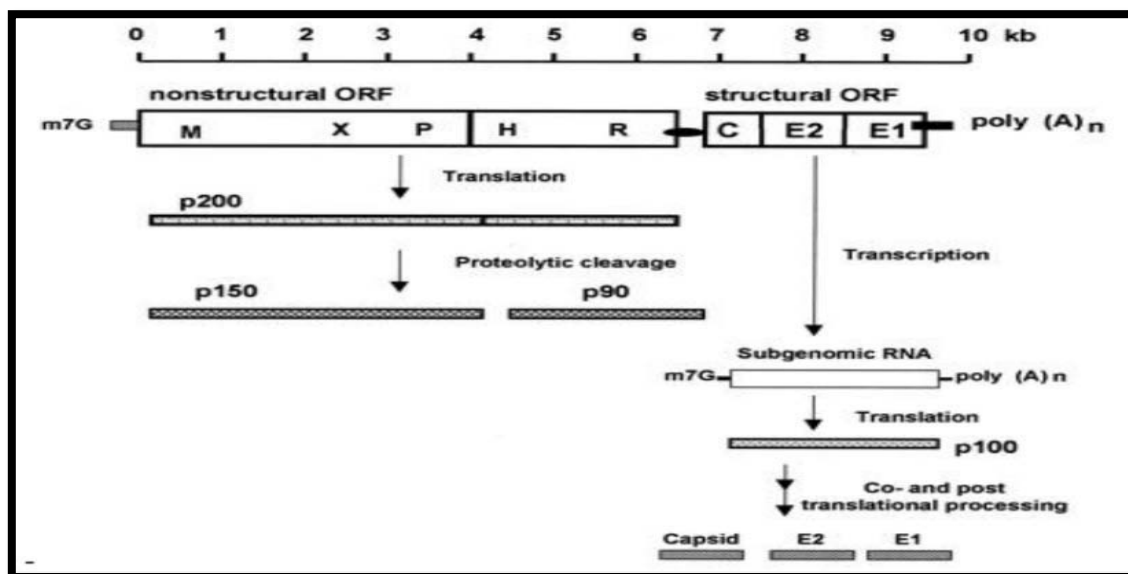 0 1 2 3 4 5 6 7 8 9 10 kb
nonstructural ORF structural ORF
m7G M X P H R C E2 E1 poly (A)n
Translation
p200
Transcription
Proteolytic cleavage
p150 p90
Subgenomic RNA
m7G poly (A)n
Translation
p100
Co- and post
translational processing
Capsid E2 E1